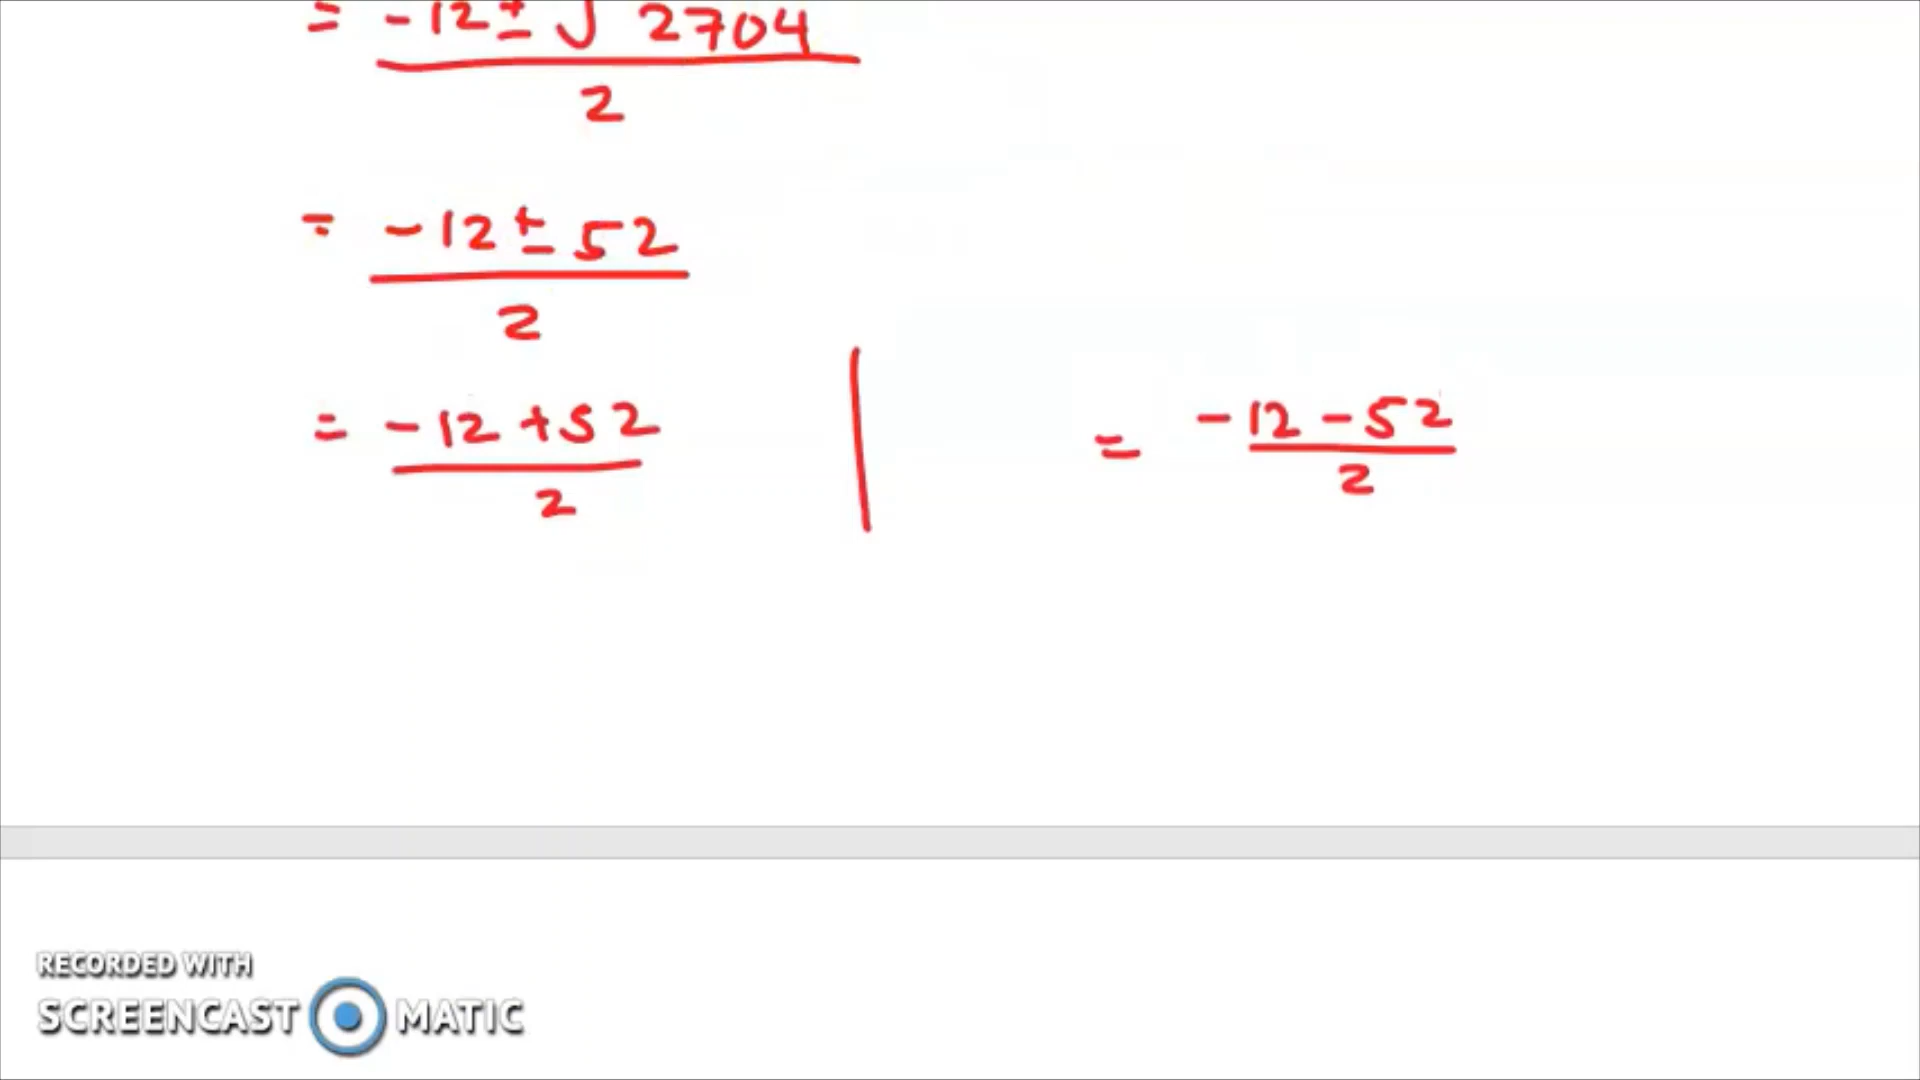 = -12 ± √ 2704
2
= -12 ± 52
2
= -12 + 52
2
= -12 - 52
2
RECORDED WITH
SCREENCAST MATIC